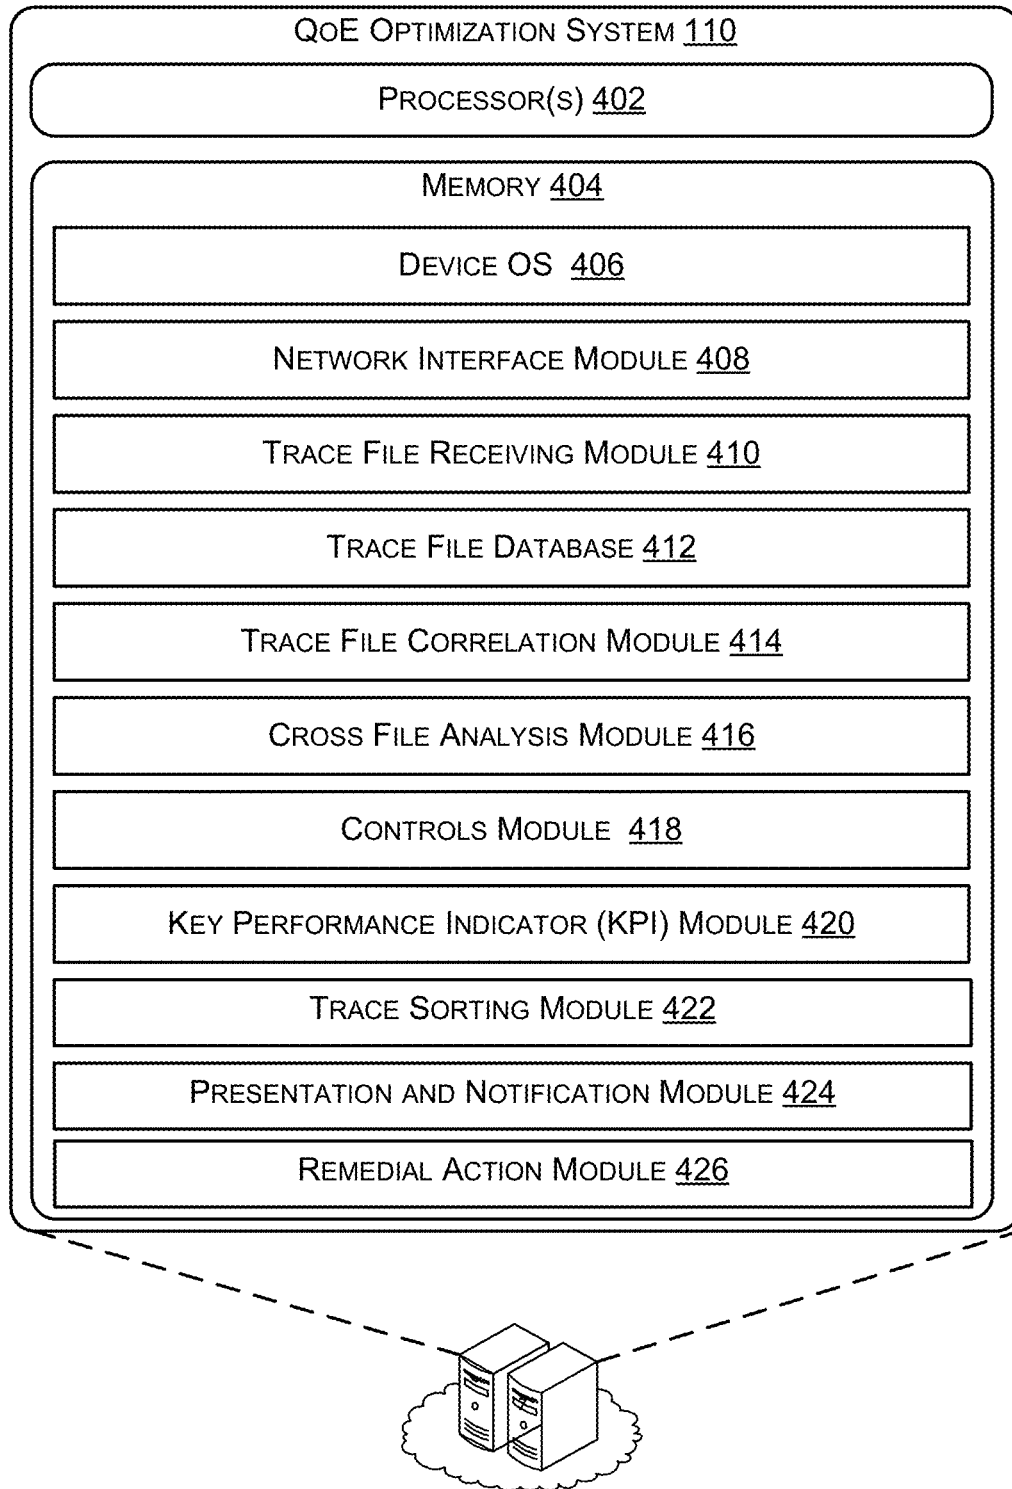 QoE Optimization System 110
Processor(s) 402
Memory 404
Device OS 406
Network Interface Module 408
Trace File Receiving Module 410
Trace File Database 412
Trace File Correlation Module 414
Cross File Analysis Module 416
Controls Module 418
Key Performance Indicator (KPI) Module 420
Trace Sorting Module 422
Presentation and Notification Module 424
Remedial Action Module 426